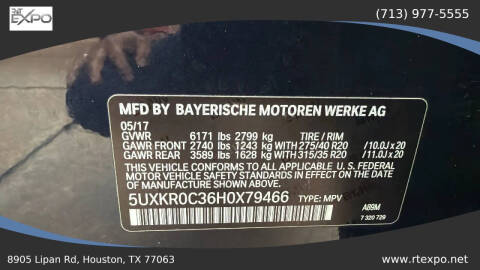 EXPO
(713) 977-5555
MFD BY BAYERISCHE MOTOREN WERKE AG
05/17
GVWR 6171 lbs 2799 kg TIRE / RIM
GAWR FRONT 2740 lbs 1243 kg WITH 275/40 R20 /10.0J x 20
GAWR REAR 3589 lbs 1628 kg WITH 315/35 R20 /11.0J x 20
THIS VEHICLE CONFORMS TO ALL APPLICABLE U.S. FEDERAL
MOTOR VEHICLE SAFETY STANDARDS IN EFFECT ON THE
DATE OF MANUFACTURE SHOWN ABOVE.
5UXKR0C36H0X79466 TYPE: MPV
A89M
7 320 729
8905 Lipan Rd, Houston, TX 77063
www.rtexpo.net